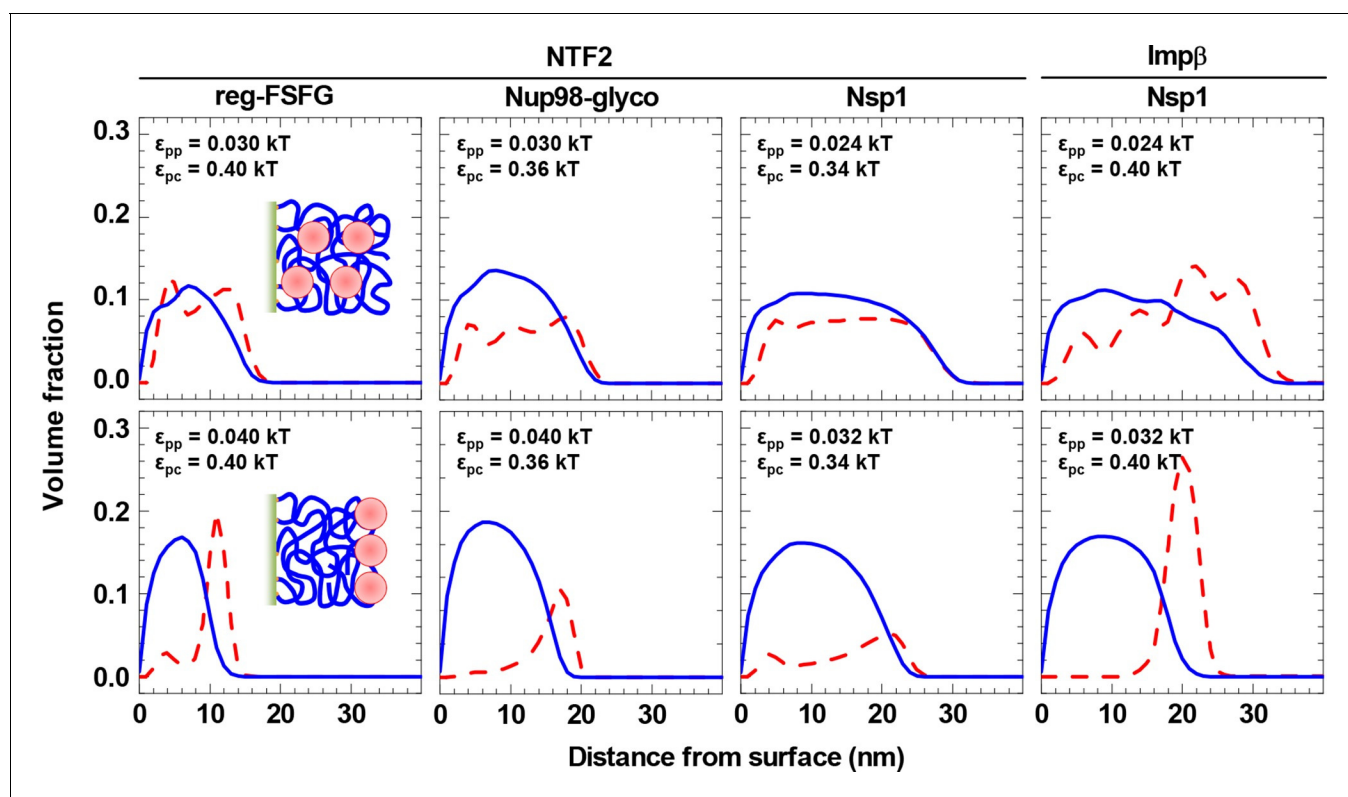 NTF2 Impβ
reg-FSFG Nup98-glyco Nsp1 Nsp1
0.3
0.2
0.1
0.0
εpp = 0.030 kT
εpc = 0.40 kT
εpp = 0.030 kT
εpc = 0.36 kT
εpp = 0.024 kT
εpc = 0.34 kT
εpp = 0.024 kT
εpc = 0.40 kT
0.3
0.2
0.1
0.0
εpp = 0.040 kT
εpc = 0.40 kT
εpp = 0.040 kT
εpc = 0.36 kT
εpp = 0.032 kT
εpc = 0.34 kT
εpp = 0.032 kT
εpc = 0.40 kT
Volume fraction
0 10 20 30 0 10 20 30 0 10 20 30 0 10 20 30
Distance from surface (nm)